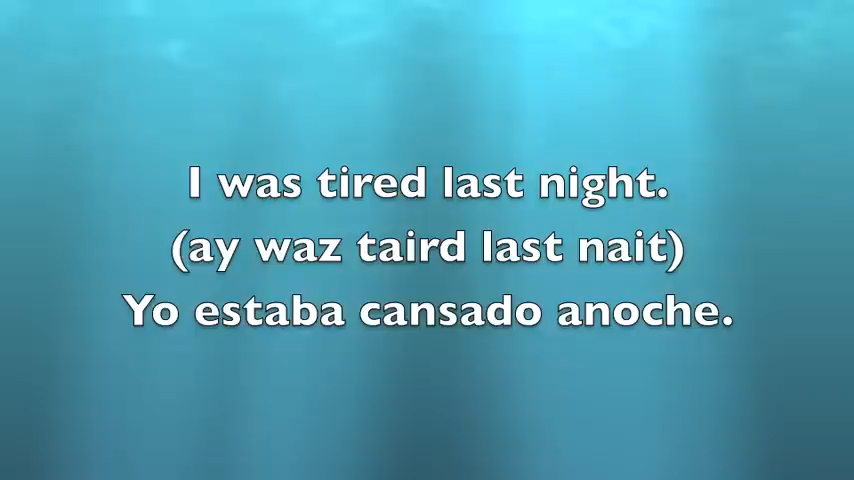 I was tired last night.
(ay waz taird last nait)
Yo estaba cansado anoche.